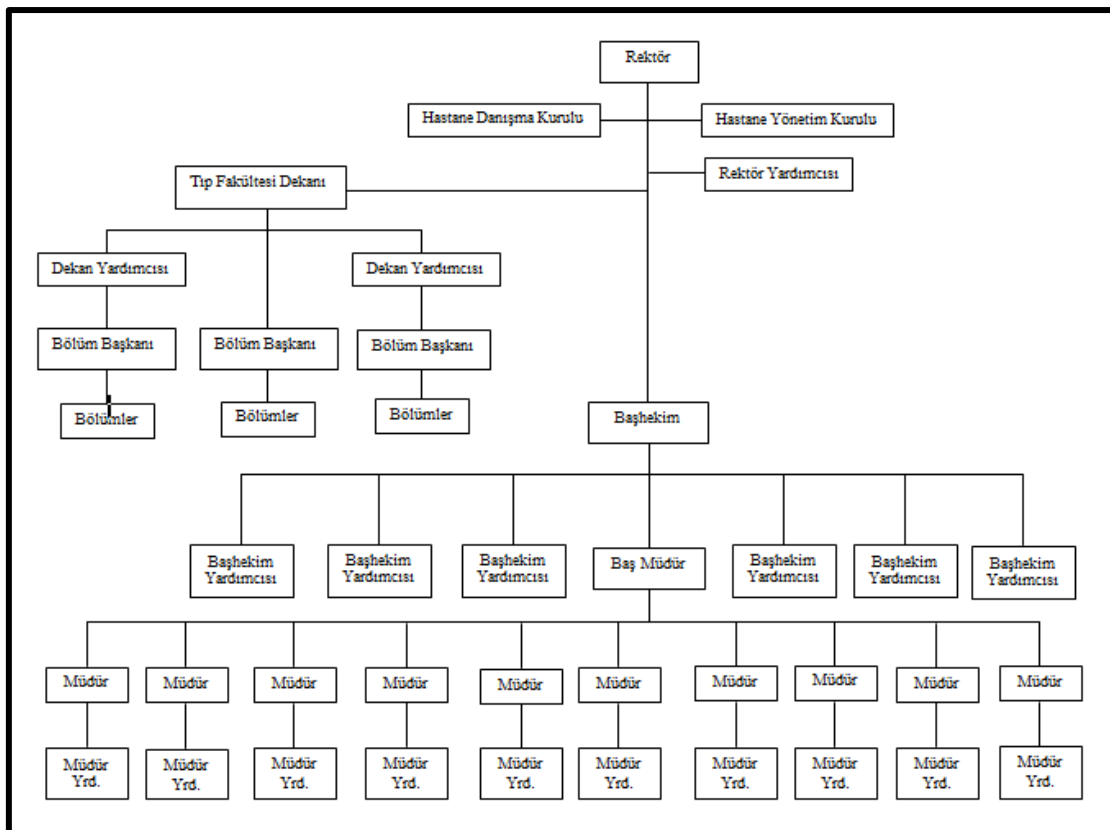 Rektör
Hastane Danışma Kurulu
Hastane Yönetim Kurulu
Rektör Yardımcısı
Tıp Fakültesi Dekanı
Dekan Yardımcısı
Dekan Yardımcısı
Bölüm Başkanı
Bölüm Başkanı
Bölüm Başkanı
Bölümler
Bölümler
Bölümler
Başhekim
Başhekim
Yardımcısı
Başhekim
Yardımcısı
Başhekim
Yardımcısı
Baş Müdür
Başhekim
Yardımcısı
Başhekim
Yardımcısı
Başhekim
Yardımcısı
Müdür
Müdür
Müdür
Müdür
Müdür
Müdür
Müdür
Müdür
Müdür
Müdür
Müdür
Yrd.
Müdür
Yrd.
Müdür
Yrd.
Müdür
Yrd.
Müdür
Yrd.
Müdür
Yrd.
Müdür
Yrd.
Müdür
Yrd.
Müdür
Yrd.
Müdür
Yrd.